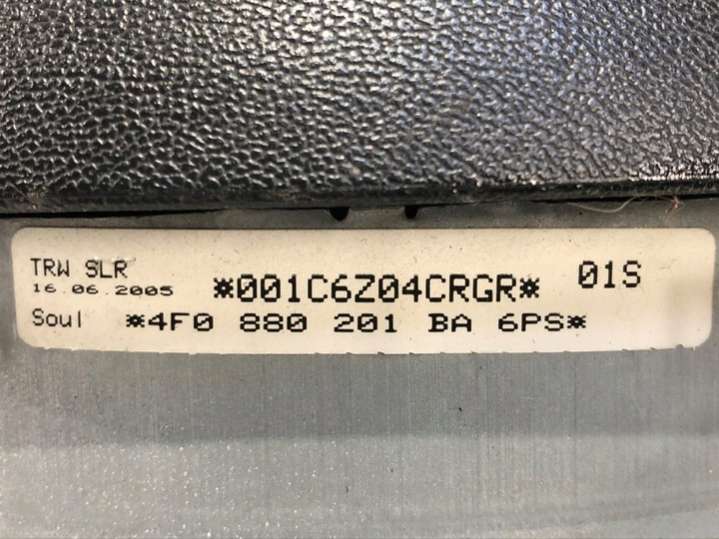 TRW SLR
16.06.2005 *001C6Z04CRGR* 01S
Soul *4F0 880 201 BA 6PS*